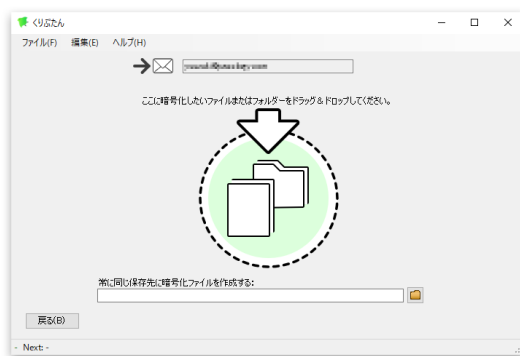 くりぷたん
ファイル(F) 編集(E) ヘルプ(H)
ここに暗号化したいファイルまたはフォルダーをドラッグ & ドロップしてください。
常に同じ保存先に暗号化ファイルを作成する:
戻る(B)
- Next: -